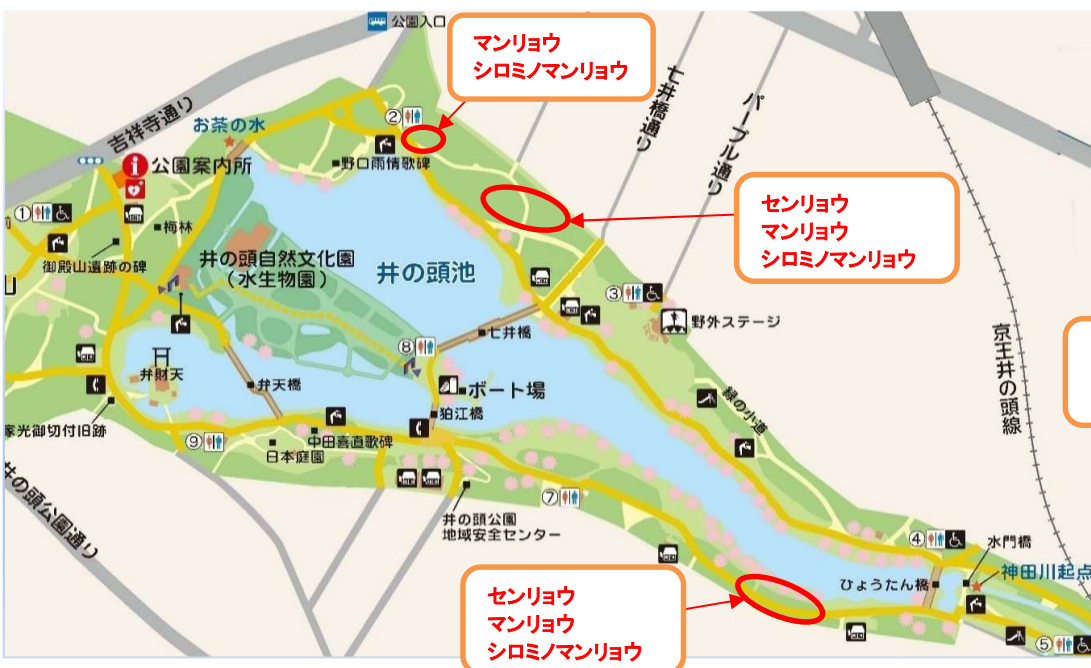 公園入口
マンリョウ
シロミノマンリョウ
吉祥寺通り
お茶の水
②
七井橋通り
パープル通り
公園案内所
野口雨情歌碑
①
梅林
御殿山遺跡の碑
センリョウ
マンリョウ
シロミノマンリョウ
井の頭自然文化園
(水生物園)
井の頭池
③
野外ステージ
七井橋
⑧
京王井の頭線
弁財天
弁天橋
ボート場
狛江橋
緑の小道
家光御切付旧跡
⑨
中田喜直歌碑
日本庭園
井の頭公園通り
⑦
井の頭公園
地域安全センター
④
水門橋
ひょうたん橋
神田川起点
センリョウ
マンリョウ
シロミノマンリョウ
⑤